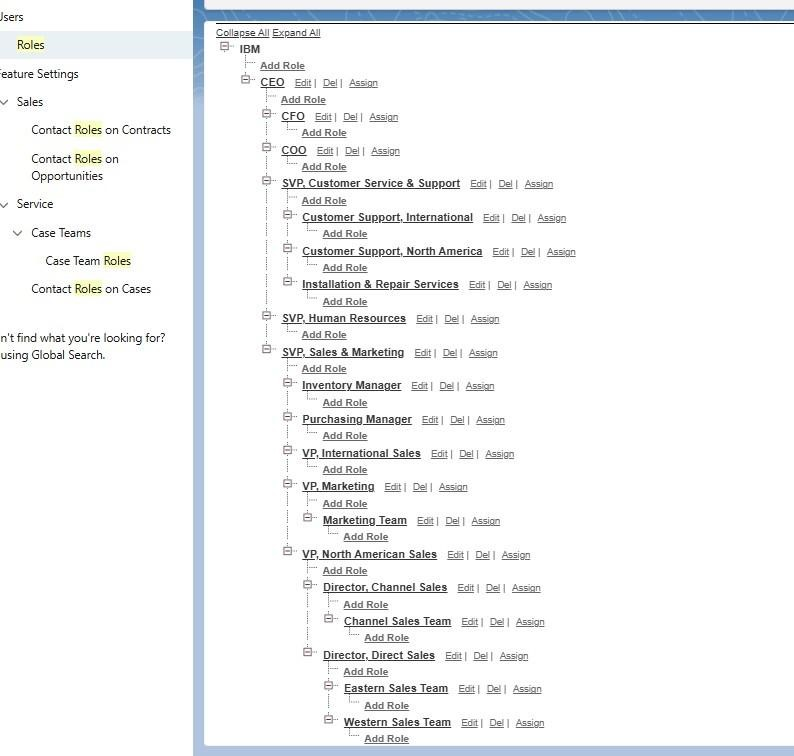 Users
Roles
Feature Settings
Sales
Contact Roles on Contracts
Contact Roles on
Opportunities
Service
Case Teams
Case Team Roles
Contact Roles on Cases
n't find what you're looking for?
using Global Search.
Collapse All Expand All
IBM
Add Role
CEO Edit | Del | Assign
Add Role
CFO Edit | Del | Assign
Add Role
COO Edit | Del | Assign
Add Role
SVP, Customer Service & Support Edit | Del | Assign
Add Role
Customer Support, International Edit | Del | Assign
Add Role
Customer Support, North America Edit | Del | Assign
Add Role
Installation & Repair Services Edit | Del | Assign
Add Role
SVP, Human Resources Edit | Del | Assign
Add Role
SVP, Sales & Marketing Edit | Del | Assign
Add Role
Inventory Manager Edit | Del | Assign
Add Role
Purchasing Manager Edit | Del | Assign
Add Role
VP, International Sales Edit | Del | Assign
Add Role
VP, Marketing Edit | Del | Assign
Add Role
Marketing Team Edit | Del | Assign
Add Role
VP, North American Sales Edit | Del | Assign
Add Role
Director, Channel Sales Edit | Del | Assign
Add Role
Channel Sales Team Edit | Del | Assign
Add Role
Director, Direct Sales Edit | Del | Assign
Add Role
Eastern Sales Team Edit | Del | Assign
Add Role
Western Sales Team Edit | Del | Assign
Add Role